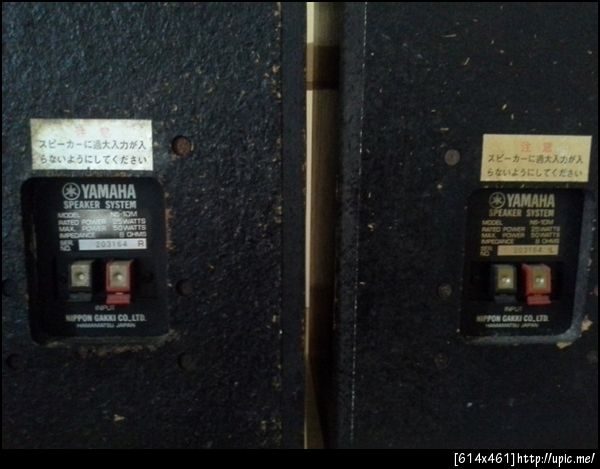 注意
スピーカーに過大入力が入
らないようにしてください
YAMAHA
SPEAKER SYSTEM
MODEL NS-10M
RATED POWER 25WATTS
MAX. POWER 50WATTS
IMPEDANCE 8 OHMS
SER. NO. 203164 R
INPUT
NIPPON GAKKI CO.,LTD.
HAMAMATSU JAPAN
注意
スピーカーに過大入力が入
らないようにしてください
YAMAHA
SPEAKER SYSTEM
MODEL NS-10M
RATED POWER 25WATTS
MAX. POWER 50WATTS
IMPEDANCE 8 OHMS
SER. NO. 203164 L
INPUT
NIPPON GAKKI CO.,LTD.
HAMAMATSU JAPAN
[614x461]http://upic.me/